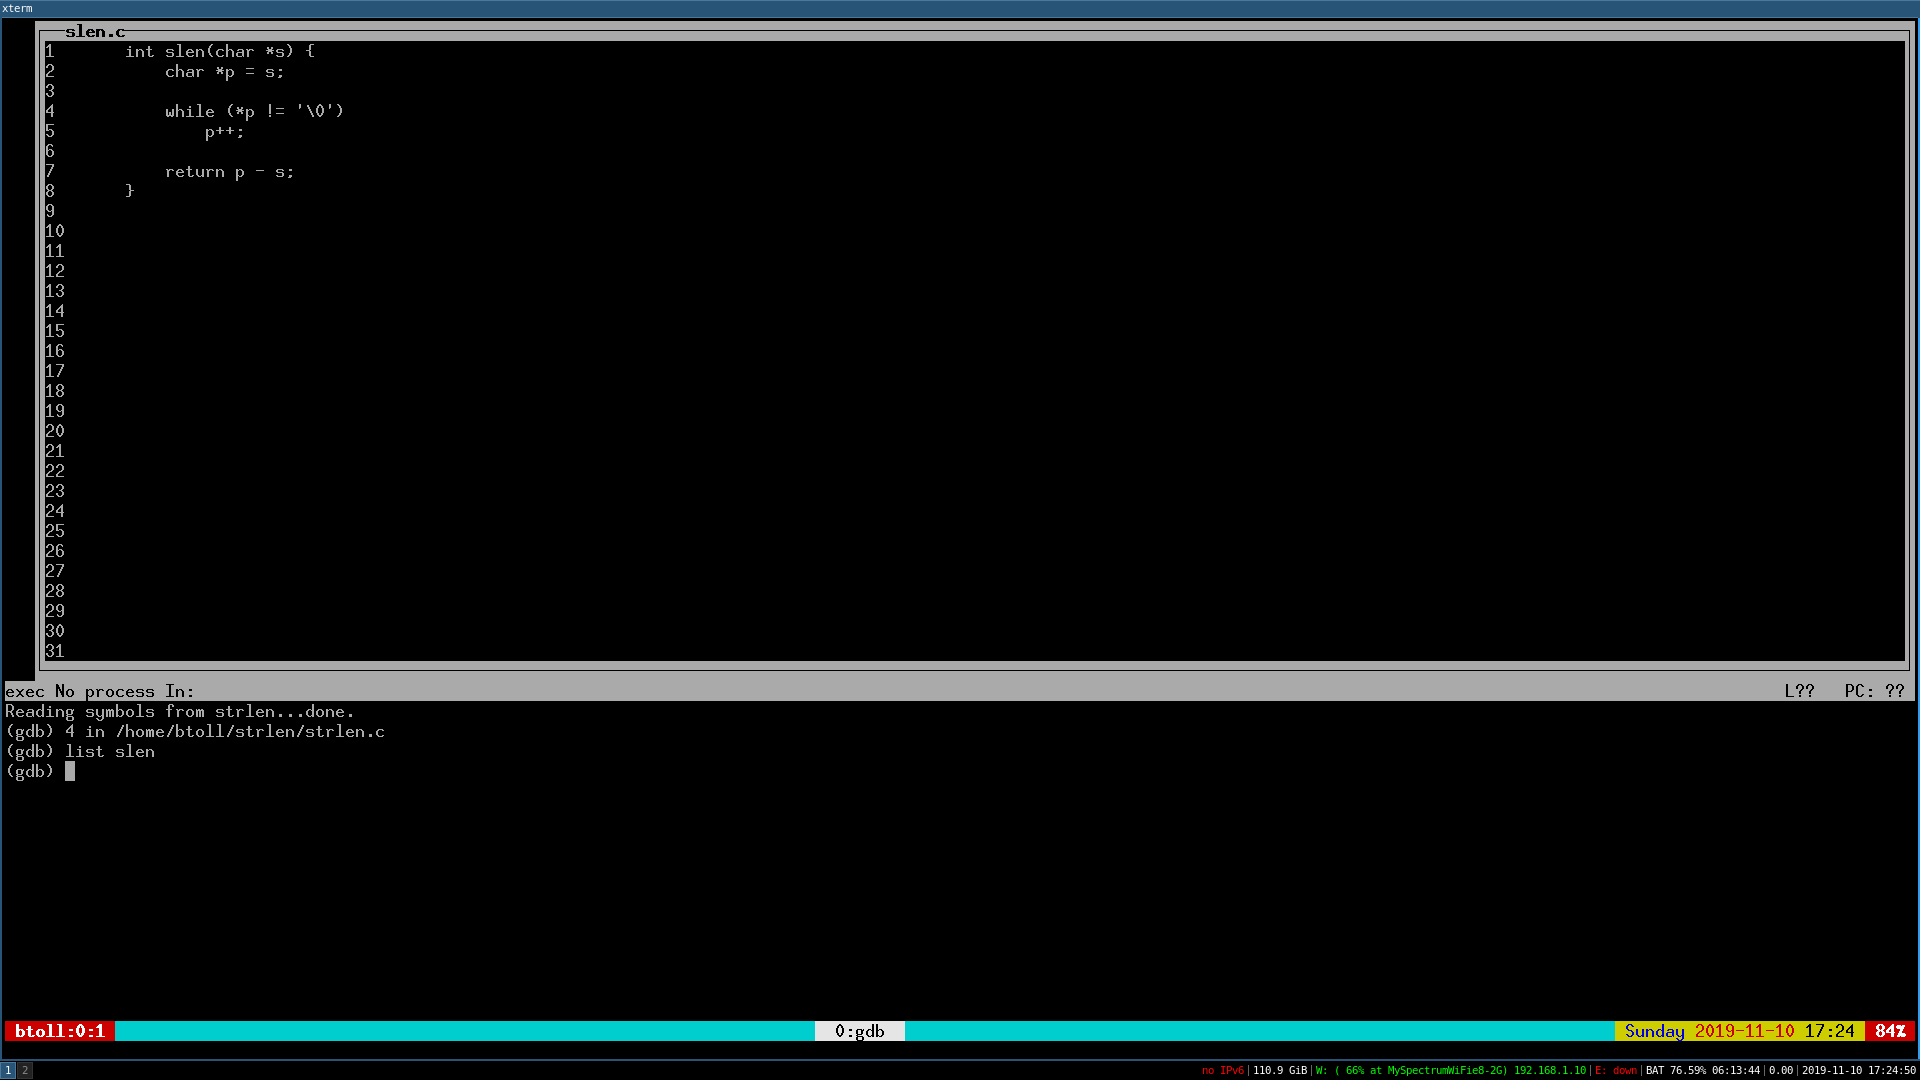 xterm
slen.c
1 int slen(char *s) {
2 char *p = s;
3
4 while (*p != '\0')
5 p++;
6
7 return p - s;
8 }
9
10
11
12
13
14
15
16
17
18
19
20
21
22
23
24
25
26
27
28
29
30
31
exec No process In: L?? PC: ??
Reading symbols from strlen...done.
(gdb) 4 in /home/btoll/strlen/strlen.c
(gdb) list slen
(gdb)
btoll:0:1 0:gdb Sunday 2019-11-10 17:24 84%
1 2 no IPv6|110.9 GiB|W: ( 66% at MySpectrumWiFie8-2G) 192.168.1.10|E: down|BAT 76.59% 06:13:44|0.00|2019-11-10 17:24:50